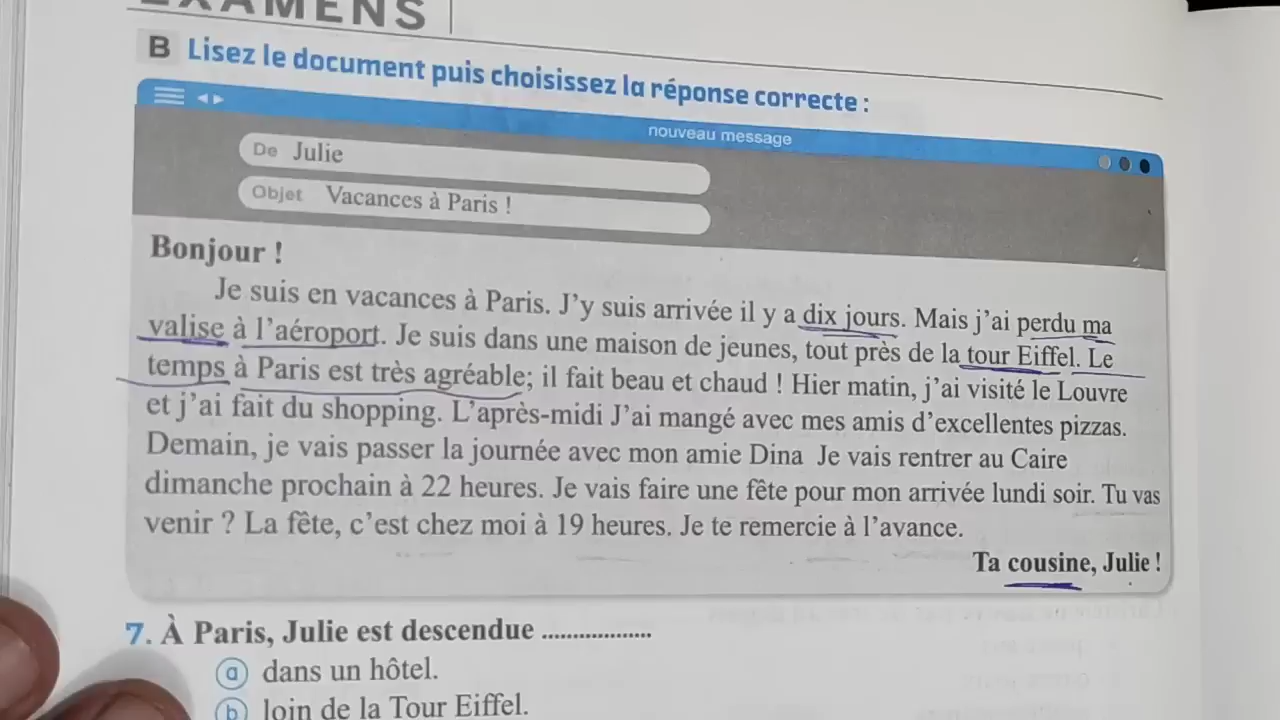 EXAMENS
B Lisez le document puis choisissez la réponse correcte :
nouveau message
De Julie
Objet Vacances à Paris !
Bonjour !
Je suis en vacances à Paris. J'y suis arrivée il y a dix jours. Mais j'ai perdu ma
valise à l'aéroport. Je suis dans une maison de jeunes, tout près de la tour Eiffel. Le
temps à Paris est très agréable; il fait beau et chaud ! Hier matin, j'ai visité le Louvre
et j'ai fait du shopping. L'après-midi J'ai mangé avec mes amis d'excellentes pizzas.
Demain, je vais passer la journée avec mon amie Dina Je vais rentrer au Caire
dimanche prochain à 22 heures. Je vais faire une fête pour mon arrivée lundi soir. Tu vas
venir ? La fête, c'est chez moi à 19 heures. Je te remercie à l'avance.
Ta cousine, Julie !
7. À Paris, Julie est descendue ...................
a dans un hôtel.
b loin de la Tour Eiffel.